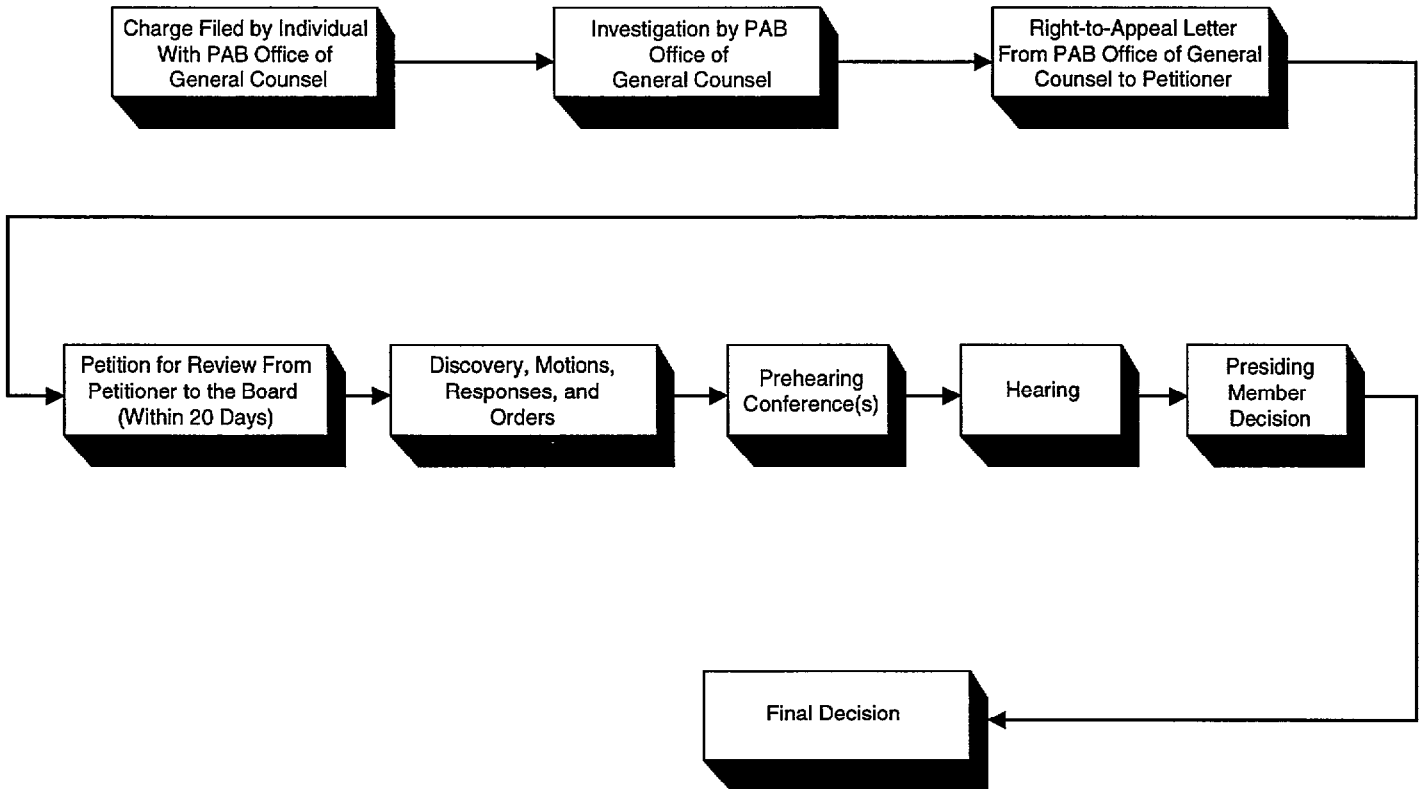 Charge Filed by Individual
With PAB Office of
General Counsel
Investigation by PAB
Office of
General Counsel
Right-to-Appeal Letter
From PAB Office of General
Counsel to Petitioner
Petition for Review From
Petitioner to the Board
(Within 20 Days)
Discovery, Motions,
Responses, and
Orders
Prehearing
Conference(s)
Hearing
Presiding
Member
Decision
Final Decision